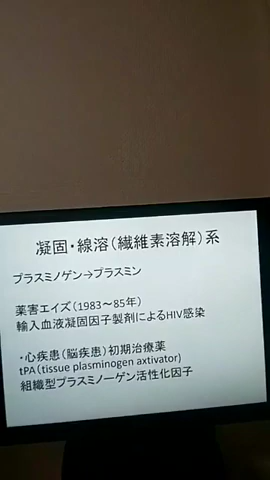 凝固・線溶(繊維素溶解)系
プラスミノゲン→プラスミン
薬害エイズ(1983〜85年)
輸入血液凝固因子製剤によるHIV感染
・心疾患(脳疾患)初期治療薬
tPA(tissue plasminogen axtivator)
組織型プラスミノーゲン活性化因子